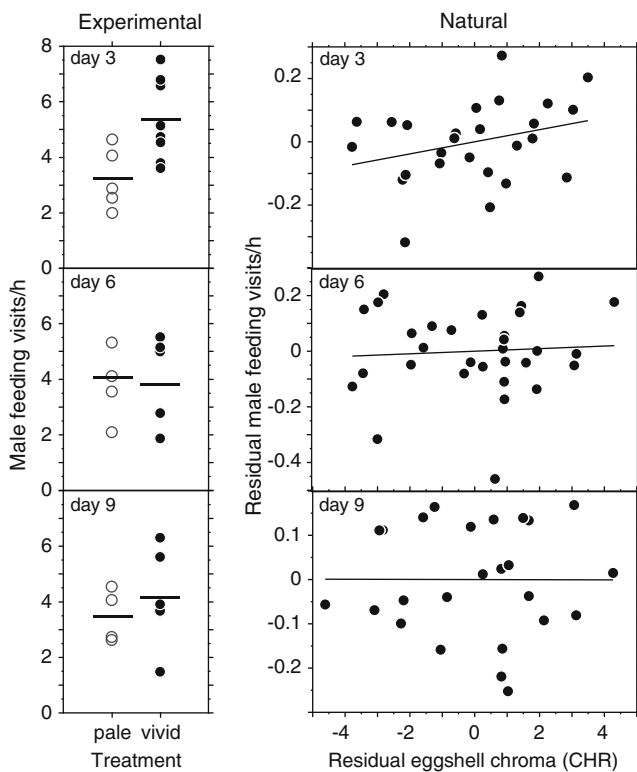 Experimental
Natural
Male feeding visits/h
day 3
8
6
4
2
0
day 6
6
4
2
0
day 9
6
4
2
0
pale vivid
Treatment
Residual male feeding visits/h
day 3
0.2
0
-0.2
day 6
0.2
0
-0.2
-0.4
day 9
0.1
0
-0.1
-0.2
-4 -2 0 2 4
Residual eggshell chroma (CHR)